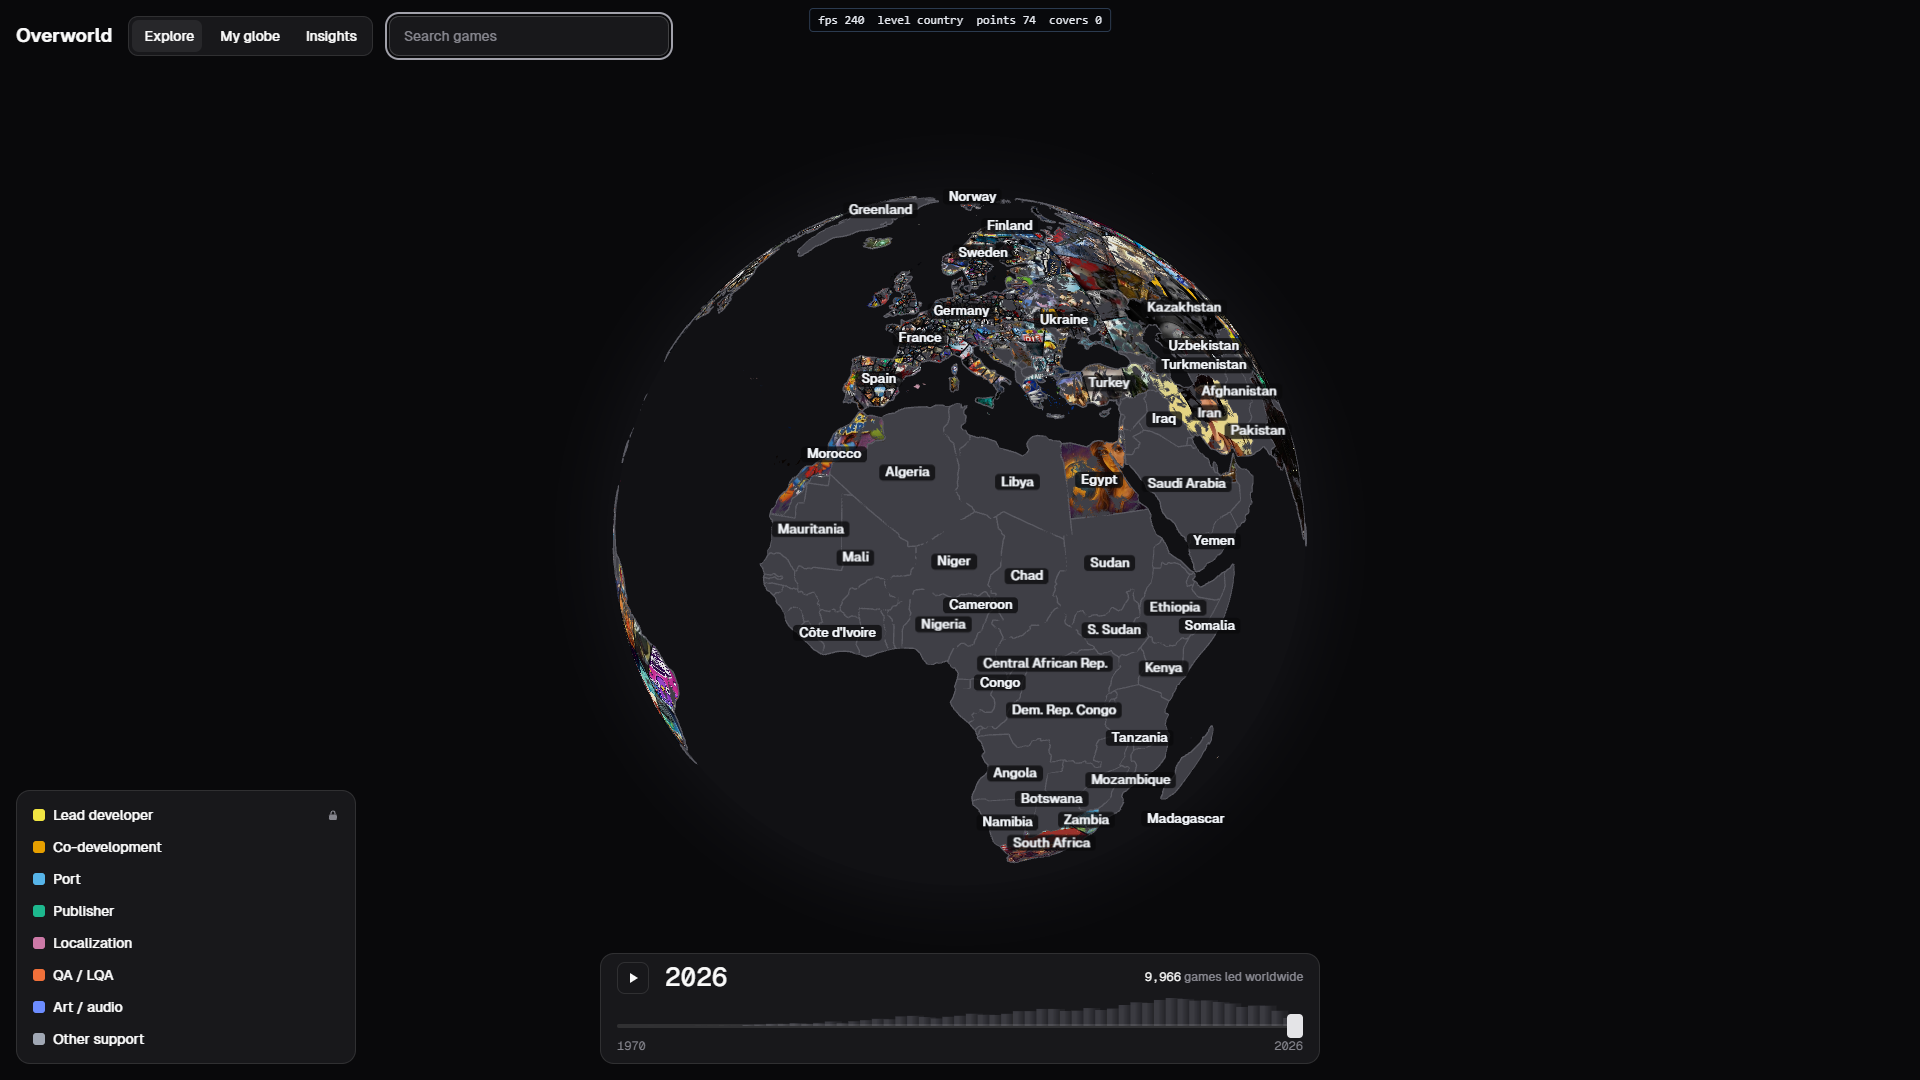 Overworld
Explore
My globe
Insights
Search games
fps 240 level country points 74 covers 0
Norway
Greenland
Finland
Sweden
Kazakhstan
Germany
Ukraine
France
Uzbekistan
Turkmenistan
Spain
Turkey
Afghanistan
Iraq
Iran
Pakistan
Morocco
Algeria
Libya
Egypt
Saudi Arabia
Mauritania
Yemen
Mali
Niger
Chad
Sudan
Cameroon
Ethiopia
Nigeria
Somalia
Côte d'Ivoire
S. Sudan
Central African Rep.
Kenya
Congo
Dem. Rep. Congo
Tanzania
Angola
Mozambique
Botswana
Namibia
Zambia
Madagascar
South Africa
Lead developer
Co-development
Port
Publisher
Localization
QA / LQA
Art / audio
Other support
2026
9,966 games led worldwide
1970
2026